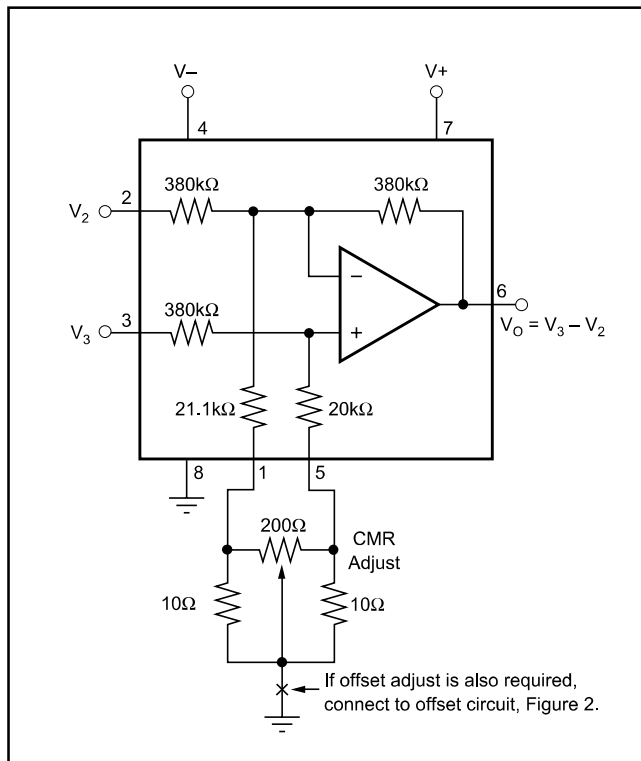 V– V+
4 7
380kΩ 380kΩ
2
V2
–
3 380kΩ
V3
+
6
VO = V3 – V2
21.1kΩ 20kΩ
8 1 5
200Ω CMR
Adjust
10Ω 10Ω
If offset adjust is also required,
connect to offset circuit, Figure 2.